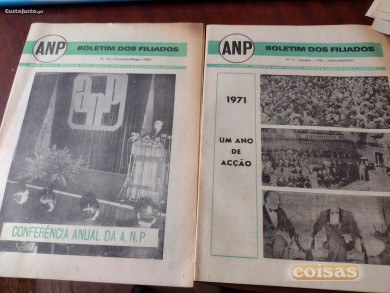 CustoJusto.pt
ANP
BOLETIM DOS FILIADOS
ANP
CONFERÊNCIA ANUAL DA A.N.P.
ANP
BOLETIM DOS FILIADOS
1971
UM ANO
DE
ACÇÃO
coisas